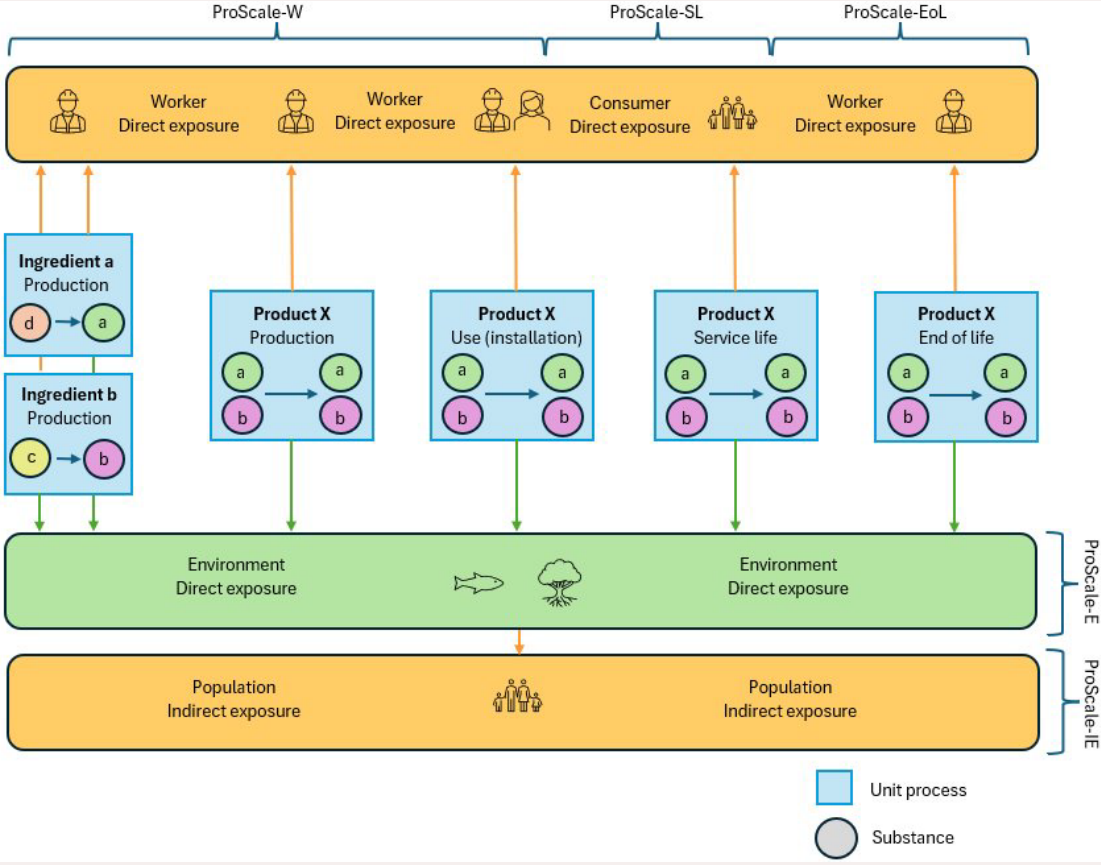 ProScale-W
ProScale-SL
ProScale-EoL
Worker
Direct exposure
Worker
Direct exposure
Consumer
Direct exposure
Worker
Direct exposure
Ingredient a
Production
d
a
Ingredient b
Production
c
b
Product X
Production
a
a
b
b
Product X
Use (installation)
a
a
b
b
Product X
Service life
a
a
b
b
Product X
End of life
a
a
b
b
Environment
Direct exposure
Environment
Direct exposure
ProScale-E
Population
Indirect exposure
Population
Indirect exposure
ProScale-IE
Unit process
Substance